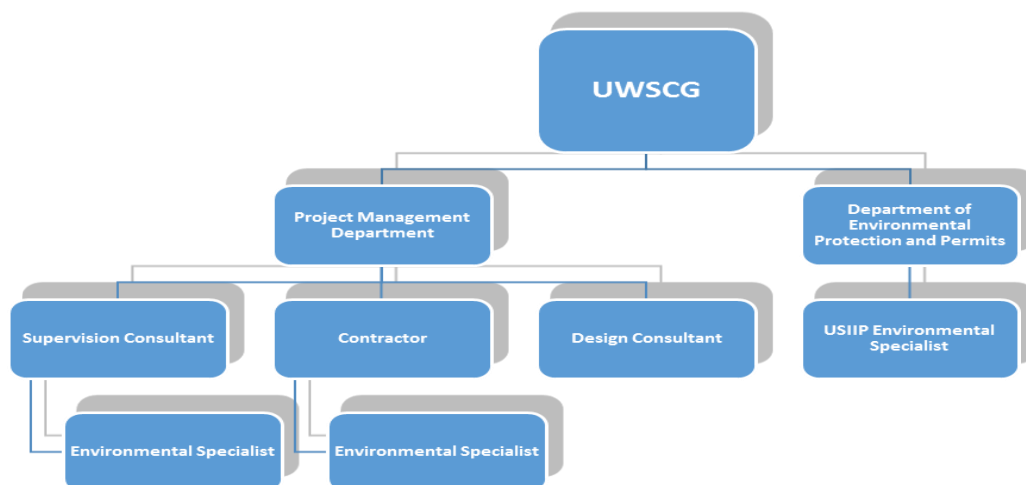 UWSCG
Project Management
Department
Department of
Environmental
Protection and Permits
Supervision Consultant
Contractor
Design Consultant
USIIP Environmental
Specialist
Environmental Specialist
Environmental Specialist